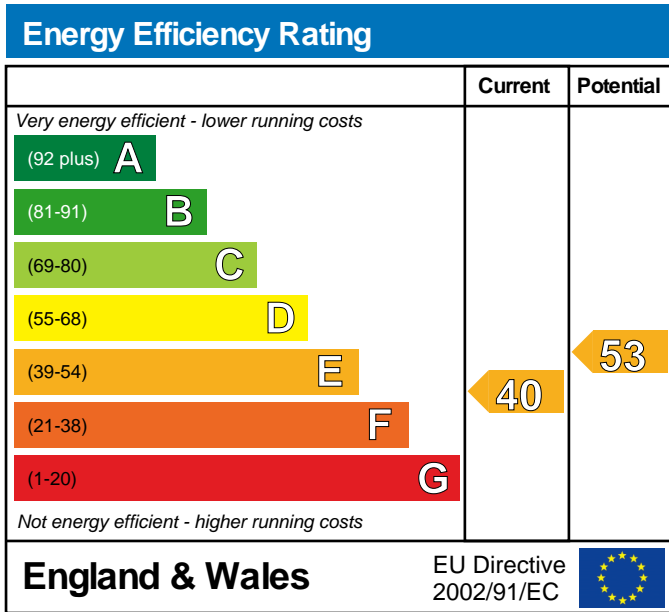 Energy Efficiency Rating
Current Potential
Very energy efficient - lower running costs
(92 plus) A
(81-91) B
(69-80) C
(55-68) D
(39-54) E
(21-38) F
(1-20) G
40
53
Not energy efficient - higher running costs
England & Wales
EU Directive
2002/91/EC